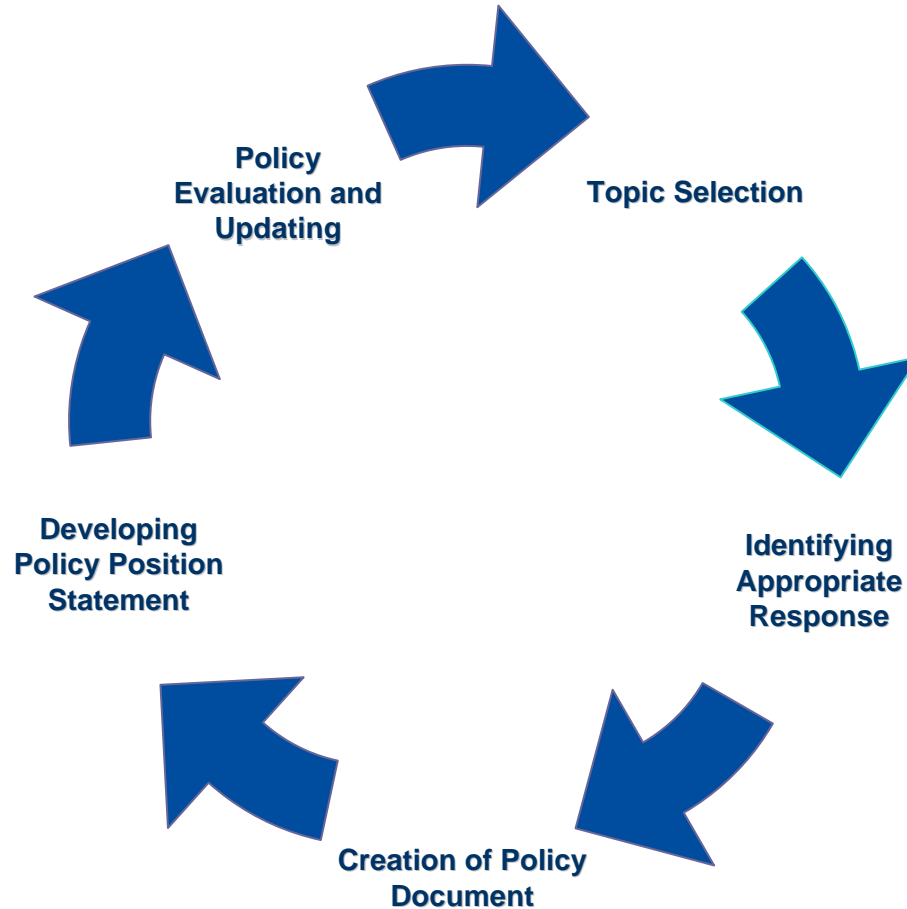 Policy
Evaluation and
Updating
Topic Selection
Identifying
Appropriate
Response
Creation of Policy
Document
Developing
Policy Position
Statement